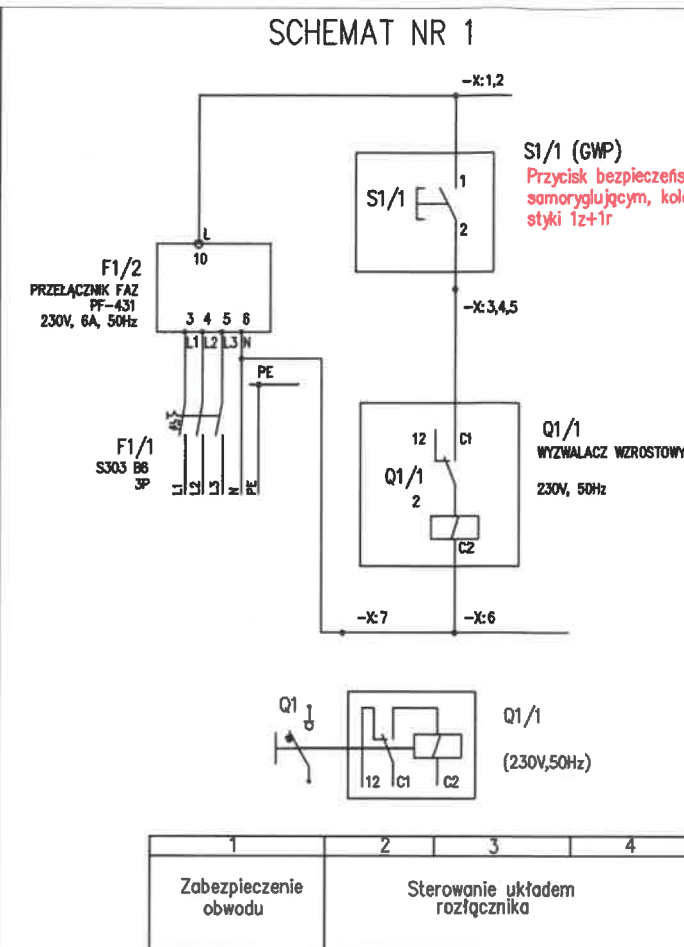 SCHEMAT NR 1
-X:1,2
S1/1 (GWP)
Przycisk bezpieczeńs
samoryglującym, kol
styki 1z+1r
S1/1
1
2
L
10
F1/2
PRZEŁĄCZNIK FAZ
PF-431
230V, 6A, 50Hz
3 4 5 6
L1 L2 L3 N
-X:3,4,5
PE
F1/1
S303 B6
3P
L1 L2 L3 N PE
12 C1
Q1/1
2
C2
Q1/1
WYZWALACZ WZROSTOWY
230V, 50Hz
-X:7
-X:6
Q1
12 C1 C2
Q1/1
(230V,50Hz)
1 2 3 4
Zabezpieczenie
obwodu
Sterowanie układem
rozłącznika